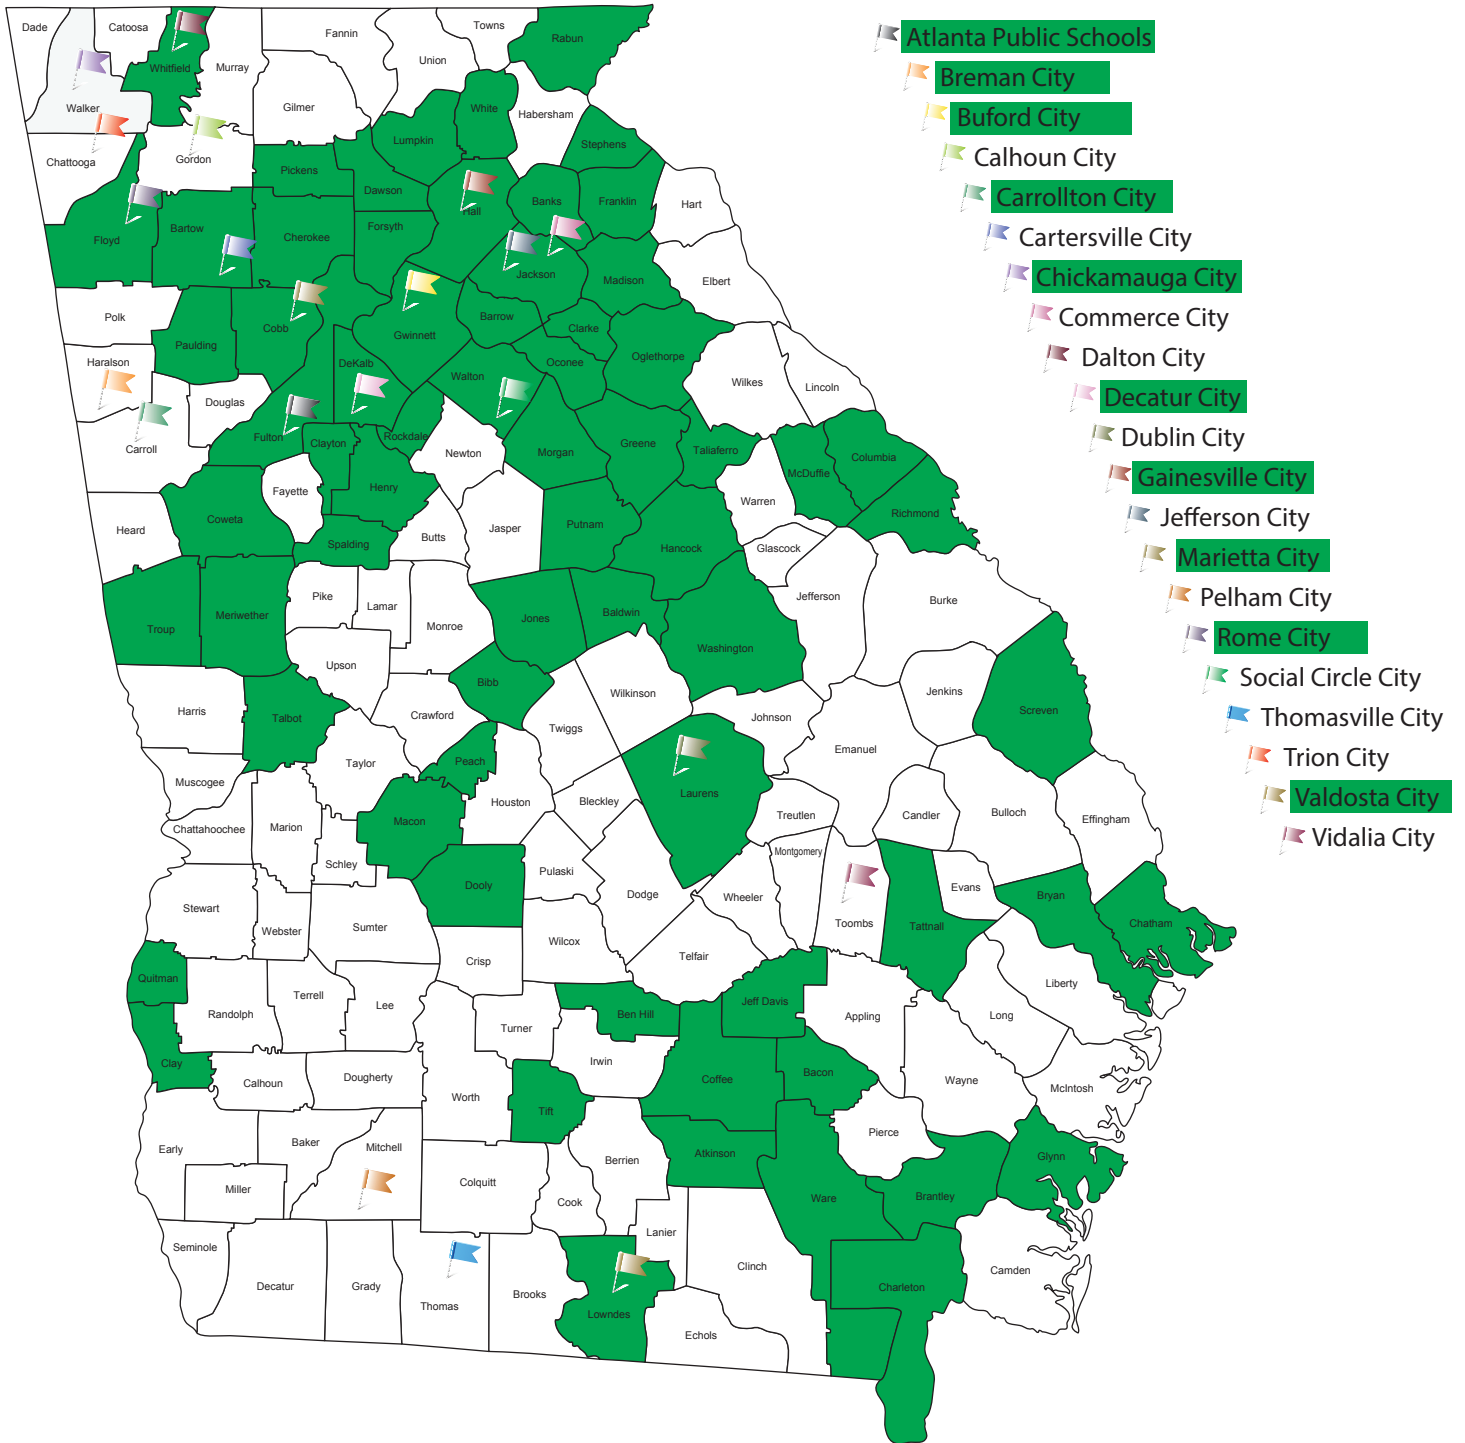 Dade
Catoosa
Whitfield
Murray
Fannin
Union
Towns
Rabun
Walker
Gilmer
White
Habersham
Lumpkin
Stephens
Chattooga
Gordon
Pickens
Dawson
Hall
Banks
Franklin
Hart
Floyd
Bartow
Cherokee
Forsyth
Jackson
Madison
Elbert
Polk
Paulding
Cobb
Gwinnett
Barrow
Clarke
Oconee
Oglethorpe
Haralson
Douglas
DeKalb
Walton
Wilkes
Lincoln
Carroll
Fulton
Clayton
Rockdale
Newton
Morgan
Greene
Taliaferro
McDuffie
Columbia
Heard
Coweta
Fayette
Henry
Spalding
Butts
Jasper
Putnam
Hancock
Warren
Glascock
Richmond
Troup
Meriwether
Pike
Lamar
Monroe
Jones
Baldwin
Washington
Jefferson
Burke
Upson
Harris
Talbot
Crawford
Bibb
Twiggs
Wilkinson
Johnson
Emanuel
Jenkins
Screven
Muscogee
Taylor
Peach
Houston
Bleckley
Laurens
Treutlen
Candler
Bulloch
Effingham
Chattahoochee
Marion
Schley
Macon
Dooly
Pulaski
Dodge
Wheeler
Montgomery
Toombs
Tattnall
Evans
Bryan
Chatham
Stewart
Webster
Sumter
Crisp
Wilcox
Telfair
Quitman
Randolph
Terrell
Lee
Turner
Ben Hill
Jeff Davis
Appling
Long
Liberty
Clay
Calhoun
Dougherty
Worth
Tift
Irwin
Coffee
Bacon
Wayne
McIntosh
Early
Baker
Mitchell
Miller
Colquitt
Cook
Berrien
Atkinson
Ware
Pierce
Brantley
Glynn
Seminole
Decatur
Grady
Thomas
Brooks
Lowndes
Lanier
Clinch
Echols
Charleton
Camden
Atlanta Public Schools
Breman City
Buford City
Calhoun City
Carrollton City
Cartersville City
Chickamauga City
Commerce City
Dalton City
Decatur City
Dublin City
Gainesville City
Jefferson City
Marietta City
Pelham City
Rome City
Social Circle City
Thomasville City
Trion City
Valdosta City
Vidalia City